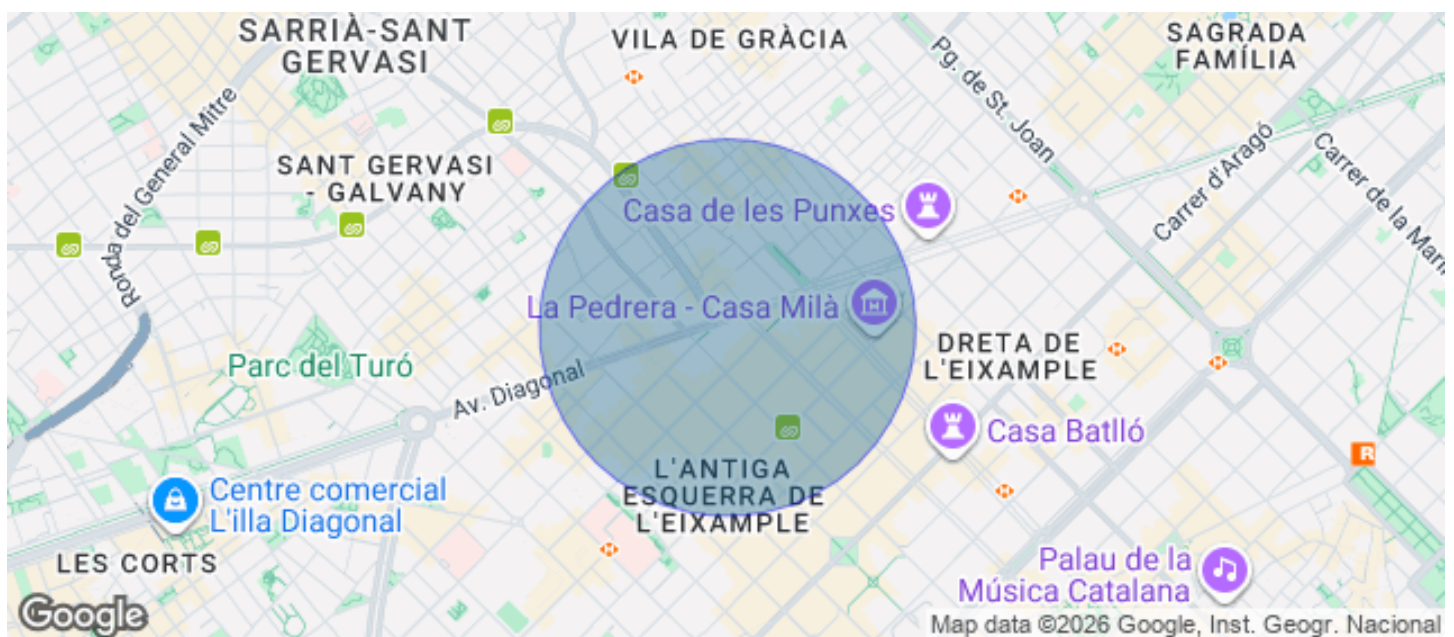 SARRIÀ-SANT
GERVASI
VILA DE GRÀCIA
SAGRADA
FAMÍLIA
Pg. de St. Joan
Ronda del General Mitre
SANT GERVASI
- GALVANY
Carrer d'Aragó
Carrer de la Mari
Casa de les Punxes
La Pedrera - Casa Milà
DRETA DE
L'EIXAMPLE
Parc del Turó
Av. Diagonal
Casa Batlló
L'ANTIGA
ESQUERRA DE
L'EIXAMPLE
Centre comercial
L'illa Diagonal
R
LES CORTS
Palau de la
Música Catalana
Google
Map data ©2026 Google, Inst. Geogr. Nacional